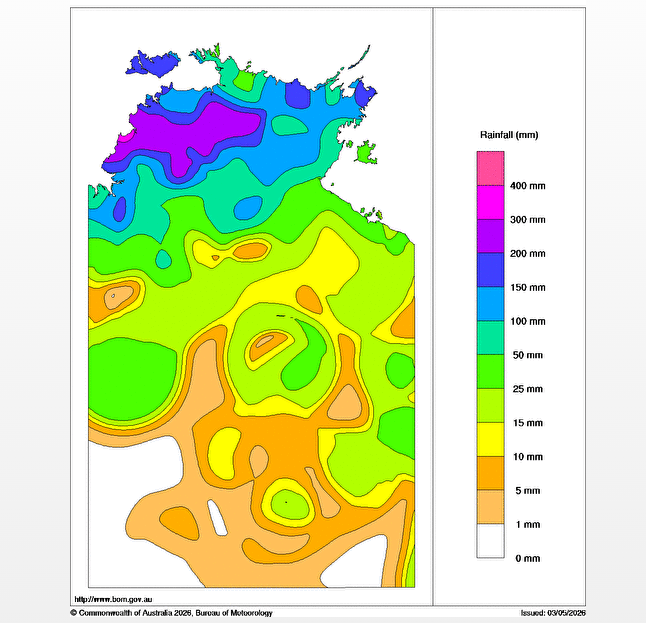 Rainfall (mm)
400 mm
300 mm
200 mm
150 mm
100 mm
50 mm
25 mm
15 mm
10 mm
5 mm
1 mm
0 mm
http://www.bom.gov.au
© Commonwealth of Australia 2026, Bureau of Meteorology
Issued: 03/05/2026